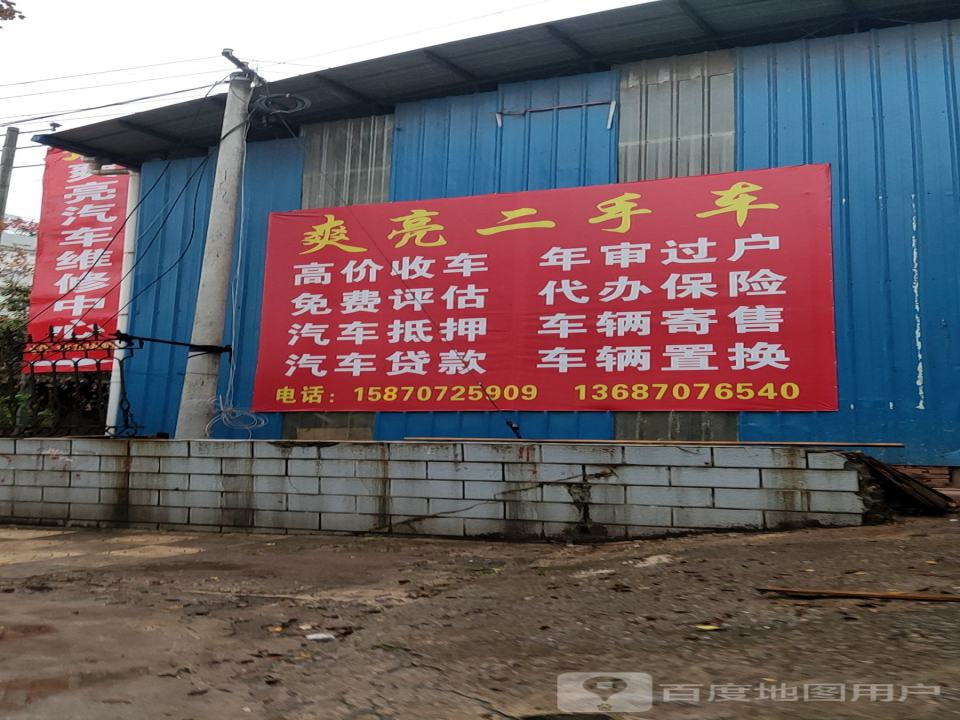 爽亮汽车维修中心
爽亮二手车
高价收车 年审过户
免费评估 代办保险
汽车抵押 车辆寄售
汽车贷款 车辆置换
电话：15870725909 13687076540
百度地图用户